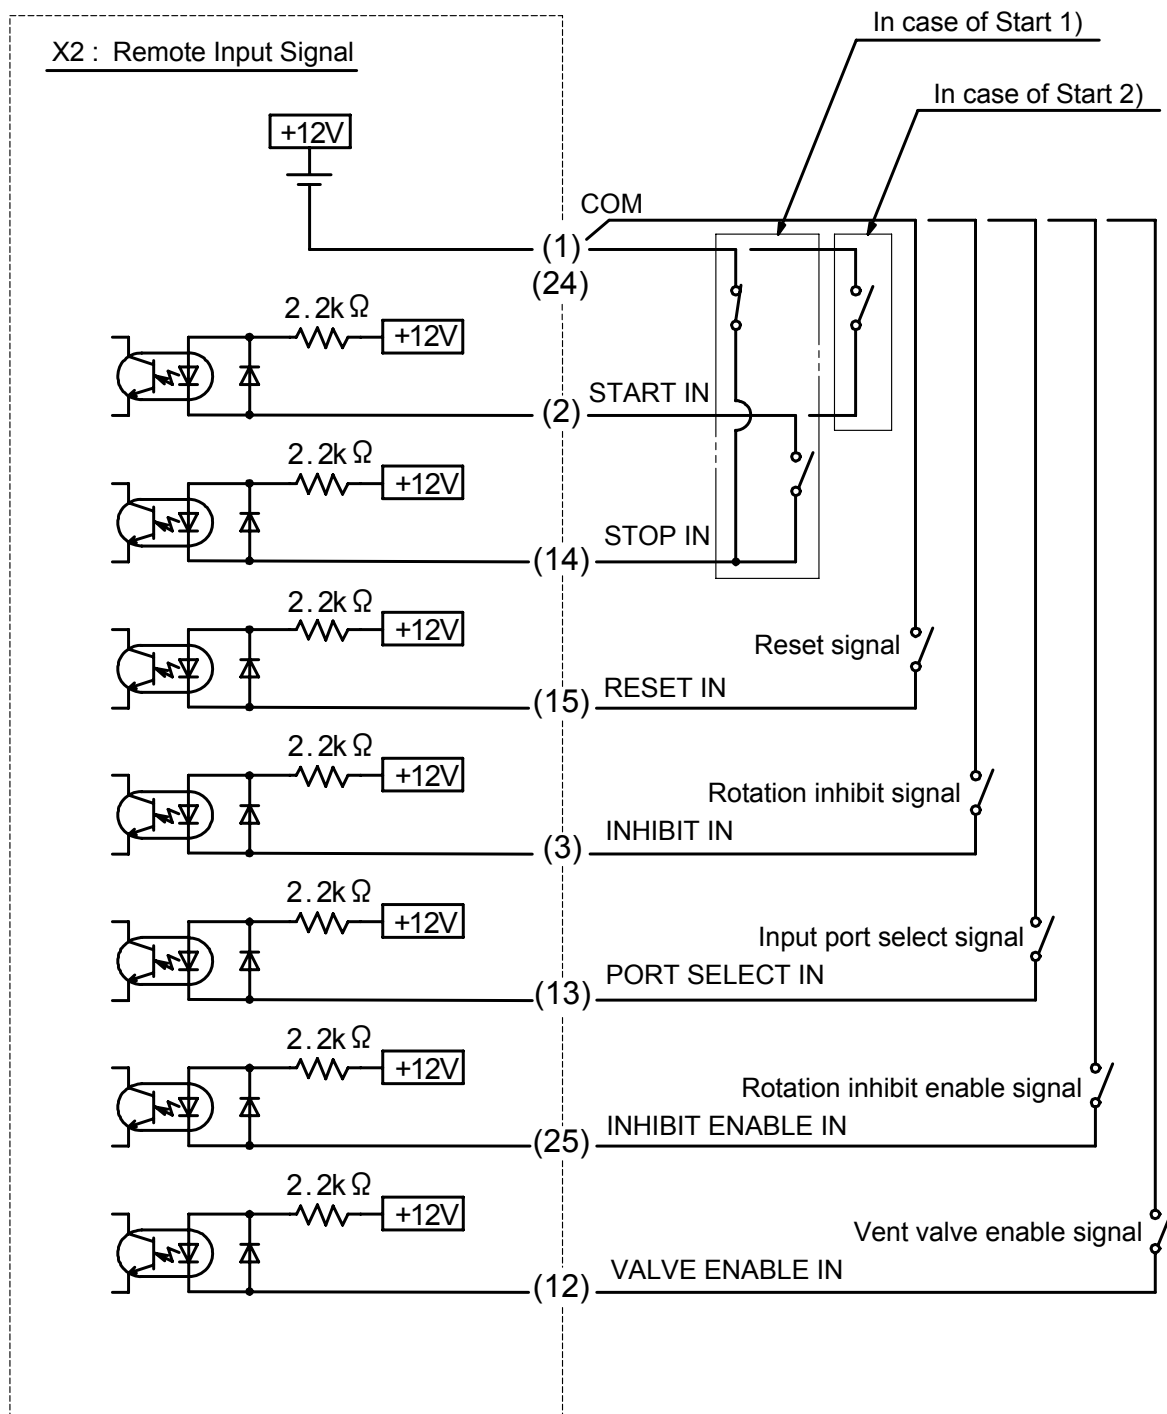 In case of Start 1)
X2 : Remote Input Signal
In case of Start 2)
+12V
COM
(1)
(24)
2.2kΩ
+12V
START IN
(2)
2.2kΩ
+12V
STOP IN
(14)
2.2kΩ
+12V
Reset signal
RESET IN
(15)
2.2kΩ
+12V
Rotation inhibit signal
INHIBIT IN
(3)
2.2kΩ
+12V
Input port select signal
PORT SELECT IN
(13)
2.2kΩ
+12V
Rotation inhibit enable signal
INHIBIT ENABLE IN
(25)
2.2kΩ
+12V
Vent valve enable signal
VALVE ENABLE IN
(12)